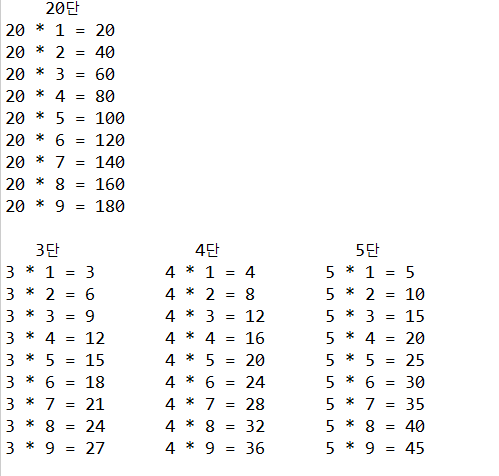 20단
20 * 1 = 20
20 * 2 = 40
20 * 3 = 60
20 * 4 = 80
20 * 5 = 100
20 * 6 = 120
20 * 7 = 140
20 * 8 = 160
20 * 9 = 180
3단 4단 5단
3 * 1 = 3 4 * 1 = 4 5 * 1 = 5
3 * 2 = 6 4 * 2 = 8 5 * 2 = 10
3 * 3 = 9 4 * 3 = 12 5 * 3 = 15
3 * 4 = 12 4 * 4 = 16 5 * 4 = 20
3 * 5 = 15 4 * 5 = 20 5 * 5 = 25
3 * 6 = 18 4 * 6 = 24 5 * 6 = 30
3 * 7 = 21 4 * 7 = 28 5 * 7 = 35
3 * 8 = 24 4 * 8 = 32 5 * 8 = 40
3 * 9 = 27 4 * 9 = 36 5 * 9 = 45